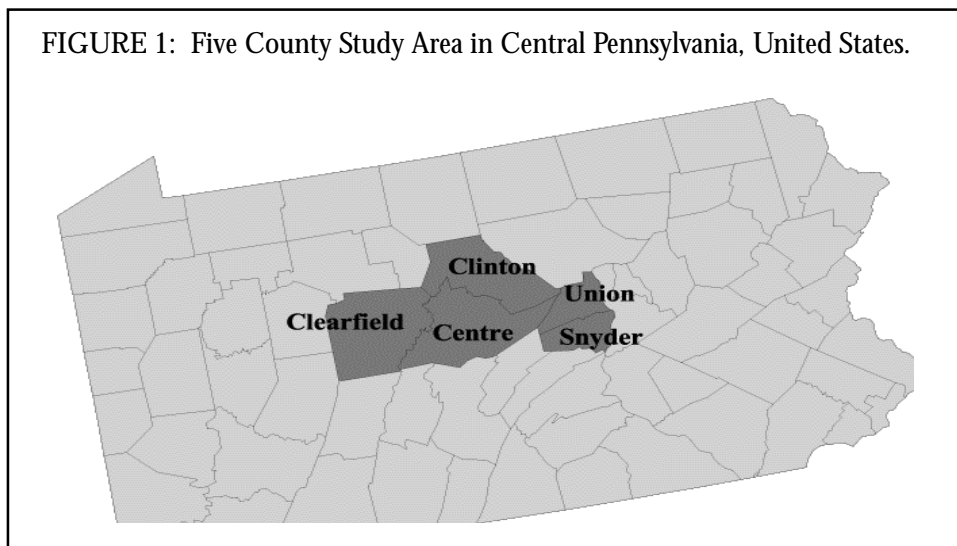 FIGURE 1: Five County Study Area in Central Pennsylvania, United States.
Clinton
Union
Clearfield
Centre
Snyder